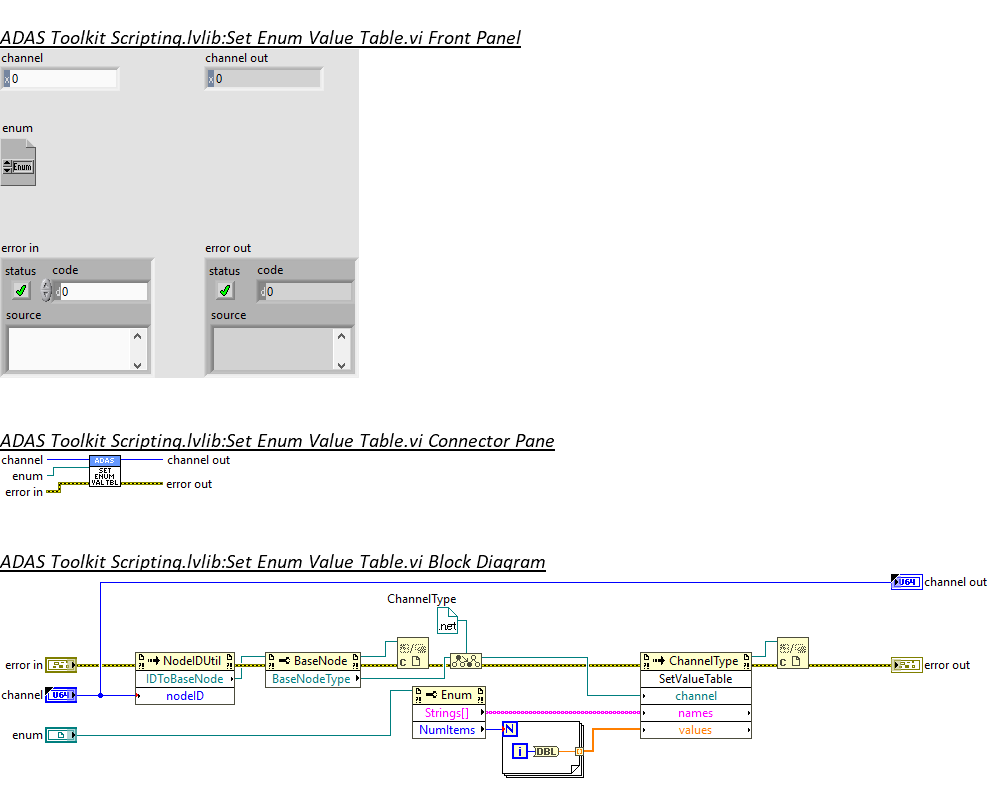 ADAS Toolkit Scripting.lvlib:Set Enum Value Table.vi Front Panel
channel
channel out
x 0
x 0
enum
Enum
error in
error out
status code
status code
d 0
d 0
source
source
ADAS Toolkit Scripting.lvlib:Set Enum Value Table.vi Connector Pane
channel
ADAS
channel out
enum
SET
ENUM
VAL TBL
error in
error out
ADAS Toolkit Scripting.lvlib:Set Enum Value Table.vi Block Diagram
U64
channel out
ChannelType
.net
error in
NodeIDUtil
BaseNode
C
ChannelType
C
error out
IDToBaseNode
BaseNodeType
SetValueTable
channel
U64
nodeID
Enum
channel
Strings[]
names
enum
NumItems
N
values
i
DBL